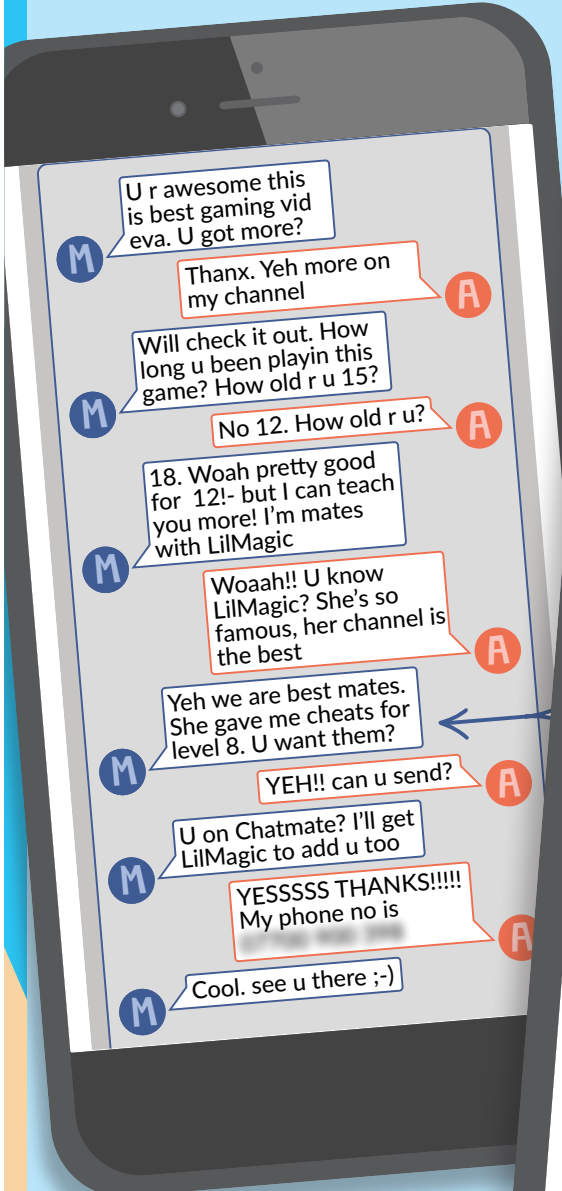 U r awesome this
is best gaming vid
eva. U got more?
M
Thanx. Yeh more on
my channel
A
Will check it out. How
long u been playin this
game? How old r u 15?
M
No 12. How old r u?
A
18. Woah pretty good
for 12!- but I can teach
you more! I'm mates
with LilMagic
M
Woaah!! U know
LilMagic? She's so
famous, her channel is
the best
A
Yeh we are best mates.
She gave me cheats for
level 8. U want them?
M
YEH!! can u send?
A
U on Chatmate? I'll get
LilMagic to add u too
M
YESSSSS THANKS!!!!!
My phone no is
A
Cool. see u there ;-)
M